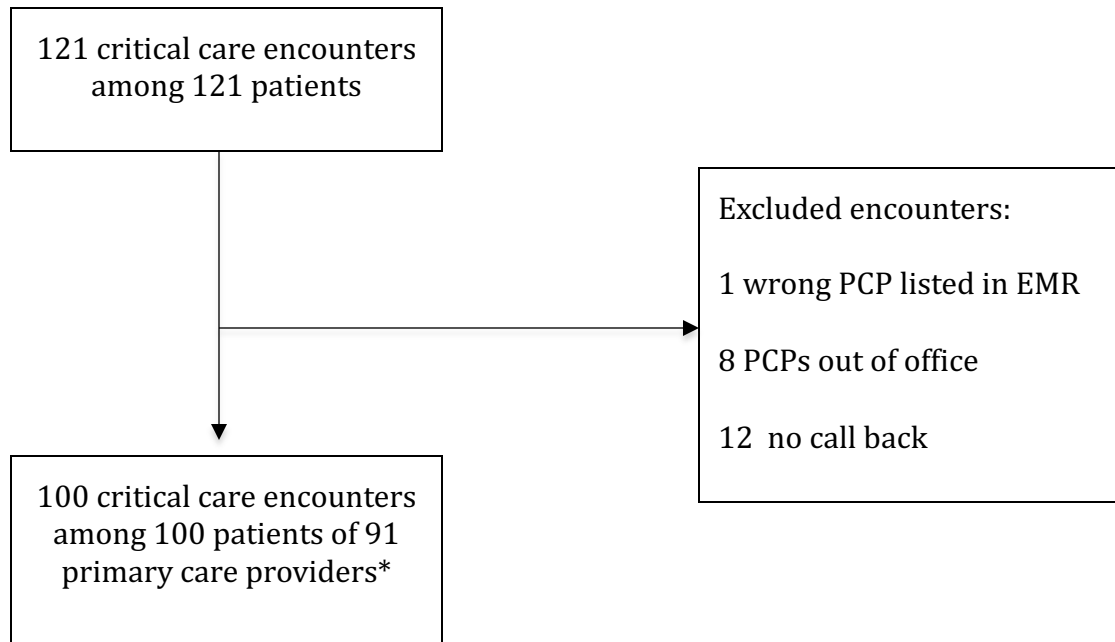 121 critical care encounters
among 121 patients
Excluded encounters:
1 wrong PCP listed in EMR
8 PCPs out of office
12 no call back
100 critical care encounters
among 100 patients of 91
primary care providers*